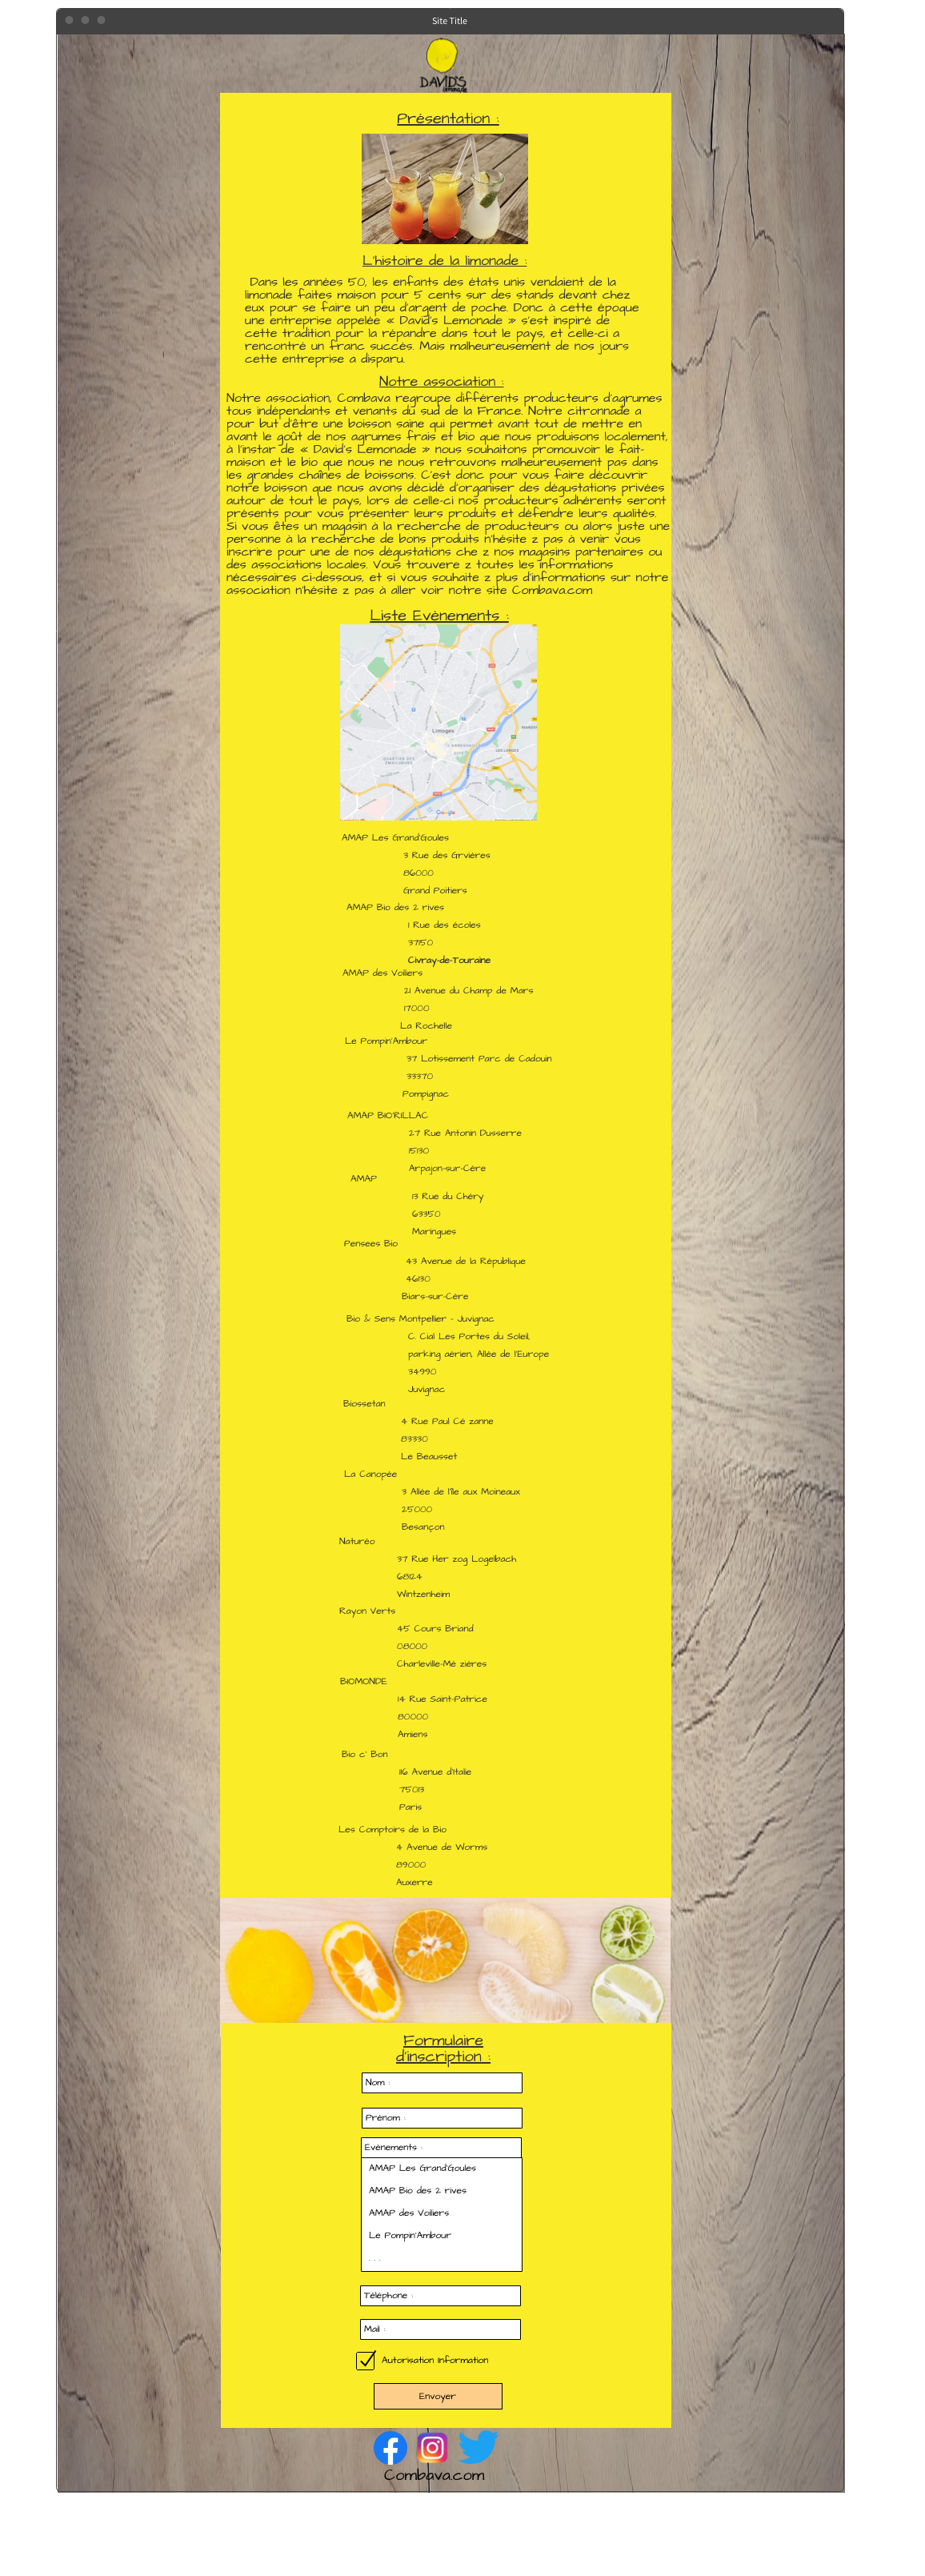 Site Title
DAVID'S
Présentation :
L'histoire de la limonade :
Dans les années 50, les enfants des états unis vendaient de la
limonade faites maison pour 5 cents sur des stands devant chez
eux pour se faire un peu d'argent de poche. Donc à cette époque
une entreprise appelée « David's Lemonade » s'est inspiré de
cette tradition pour la répandre dans tout le pays, et celle-ci a
rencontré un franc succès. Mais malheureusement de nos jours
cette entreprise a disparu.
Notre association :
Notre association, Combava regroupe différents producteurs d'agrumes
tous indépendants et venants du sud de la France. Notre citronnade a
pour but d'être une boisson saine qui permet avant tout de mettre en
avant le goût de nos agrumes frais et bio que nous produisons localement,
à l'instar de « David's Lemonade » nous souhaitons promouvoir le fait-
maison et le bio que nous ne nous retrouvons malheureusement pas dans
les grandes chaînes de boissons. C'est donc pour vous faire découvrir
notre boisson que nous avons décidé d'organiser des dégustations privées
autour de tout le pays, lors de celle-ci nos producteurs adhérents seront
présents pour vous présenter leurs produits et défendre leurs qualités.
Si vous êtes un magasin à la recherche de producteurs ou alors juste une
personne à la recherche de bons produits n'hésite z pas à venir vous
inscrire pour une de nos dégustations che z nos magasins partenaires ou
des associations locales. Vous trouvere z toutes les informations
nécessaires ci-dessous, et si vous souhaite z plus d'informations sur notre
association n'hésite z pas à aller voir notre site Combava.com
Liste Evènements :
Limoges
Google
AMAP Les Grand'Goules
3 Rue des Grvières
86000
Grand Poitiers
AMAP Bio des 2 rives
1 Rue des écoles
37150
Civray-de-Touraine
AMAP des Voiliers
21 Avenue du Champ de Mars
17000
La Rochelle
Le Pompin'Ambour
37 Lotissement Parc de Cadouin
33370
Pompignac
AMAP BIO'RILLAC
27 Rue Antonin Dusserre
15130
Arpajon-sur-Cère
AMAP
13 Rue du Chéry
63350
Maringues
Pensees Bio
43 Avenue de la République
46130
Biars-sur-Cère
Bio & Sens Montpellier - Juvignac
C. Cial Les Portes du Soleil,
parking aérien, Allée de l'Europe
34990
Juvignac
Biossetan
4 Rue Paul Cé zanne
83330
Le Beausset
La Canopée
3 Allée de l'île aux Moineaux
25000
Besançon
Naturéo
37 Rue Her zog Logelbach
68124
Wintzenheim
Rayon Verts
45 Cours Briand
08000
Charleville-Mé zières
BIOMONDE
14 Rue Saint-Patrice
80000
Amiens
Bio c' Bon
116 Avenue d'Italie
75013
Paris
Les Comptoirs de la Bio
4 Avenue de Worms
89000
Auxerre
Formulaire
d'inscription :
Nom :
Prénom :
Evénements :
AMAP Les Grand'Goules
AMAP Bio des 2 rives
AMAP des Voiliers
Le Pompin'Ambour
. . .
Téléphone :
Mail :
Autorisation Information
Envoyer
Combava.com